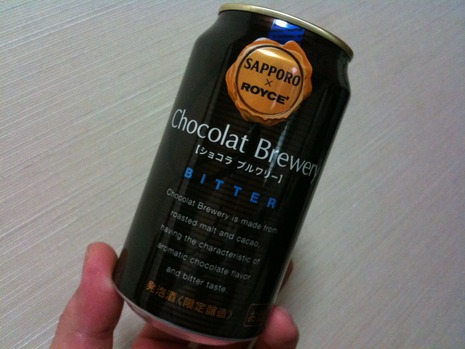 SAPPORO
×
ROYCE'
Chocolat Brewery
【ショコラ ブルワリー】
BITTER
Chocolat Brewery is made from
roasted malt and cacao,
having the characteristic of
aromatic chocolate flavor
and bitter taste.
発泡酒〈限定醸造〉